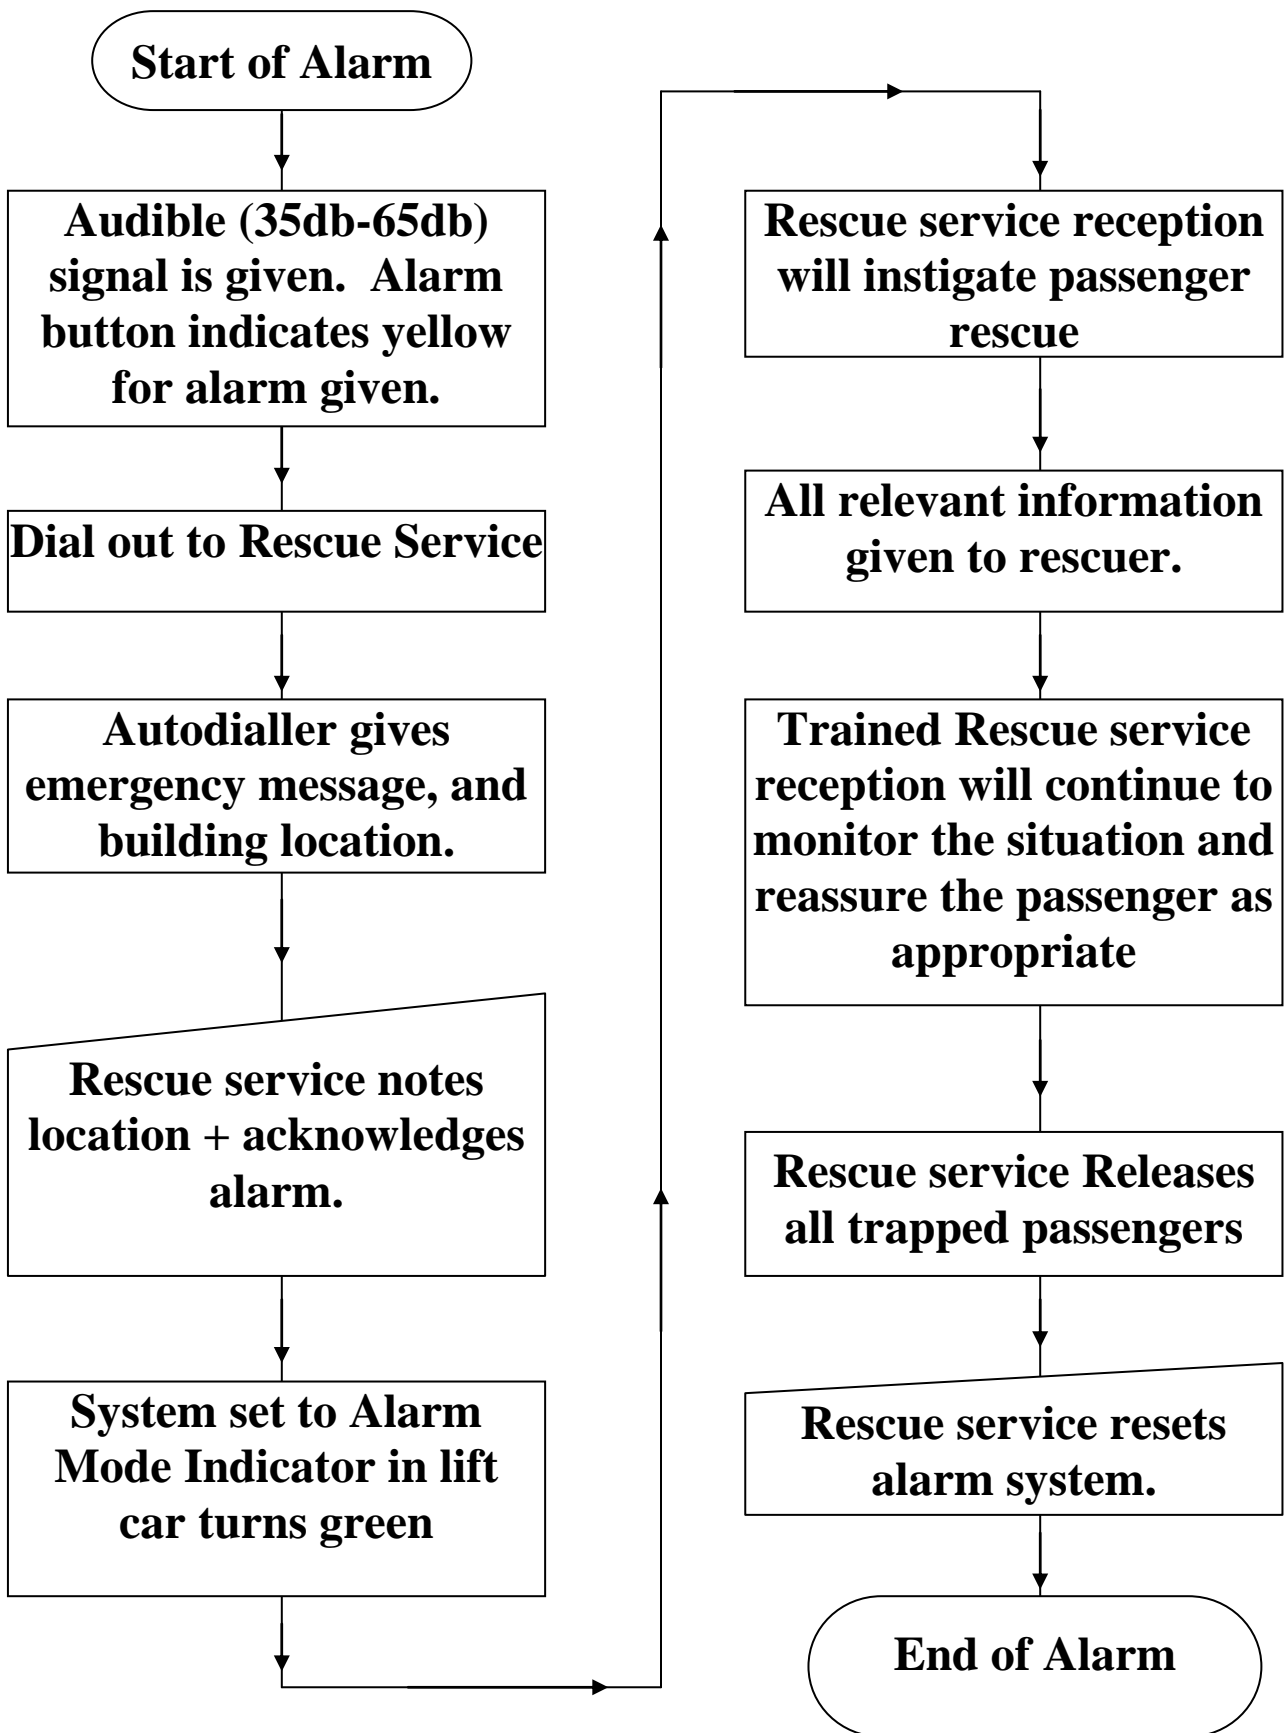 Start of Alarm
Audible (35db-65db)
signal is given.  Alarm
button indicates yellow
for alarm given.
Dial out to Rescue Service
Autodialler gives
emergency message, and
building location.
Rescue service notes
location + acknowledges
alarm.
System set to Alarm
Mode Indicator in lift
car turns green
Rescue service reception
will instigate passenger
rescue
All relevant information
given to rescuer.
Trained Rescue service
reception will continue to
monitor the situation and
reassure the passenger as
appropriate
Rescue service Releases
all trapped passengers
Rescue service resets
alarm system.
End of Alarm